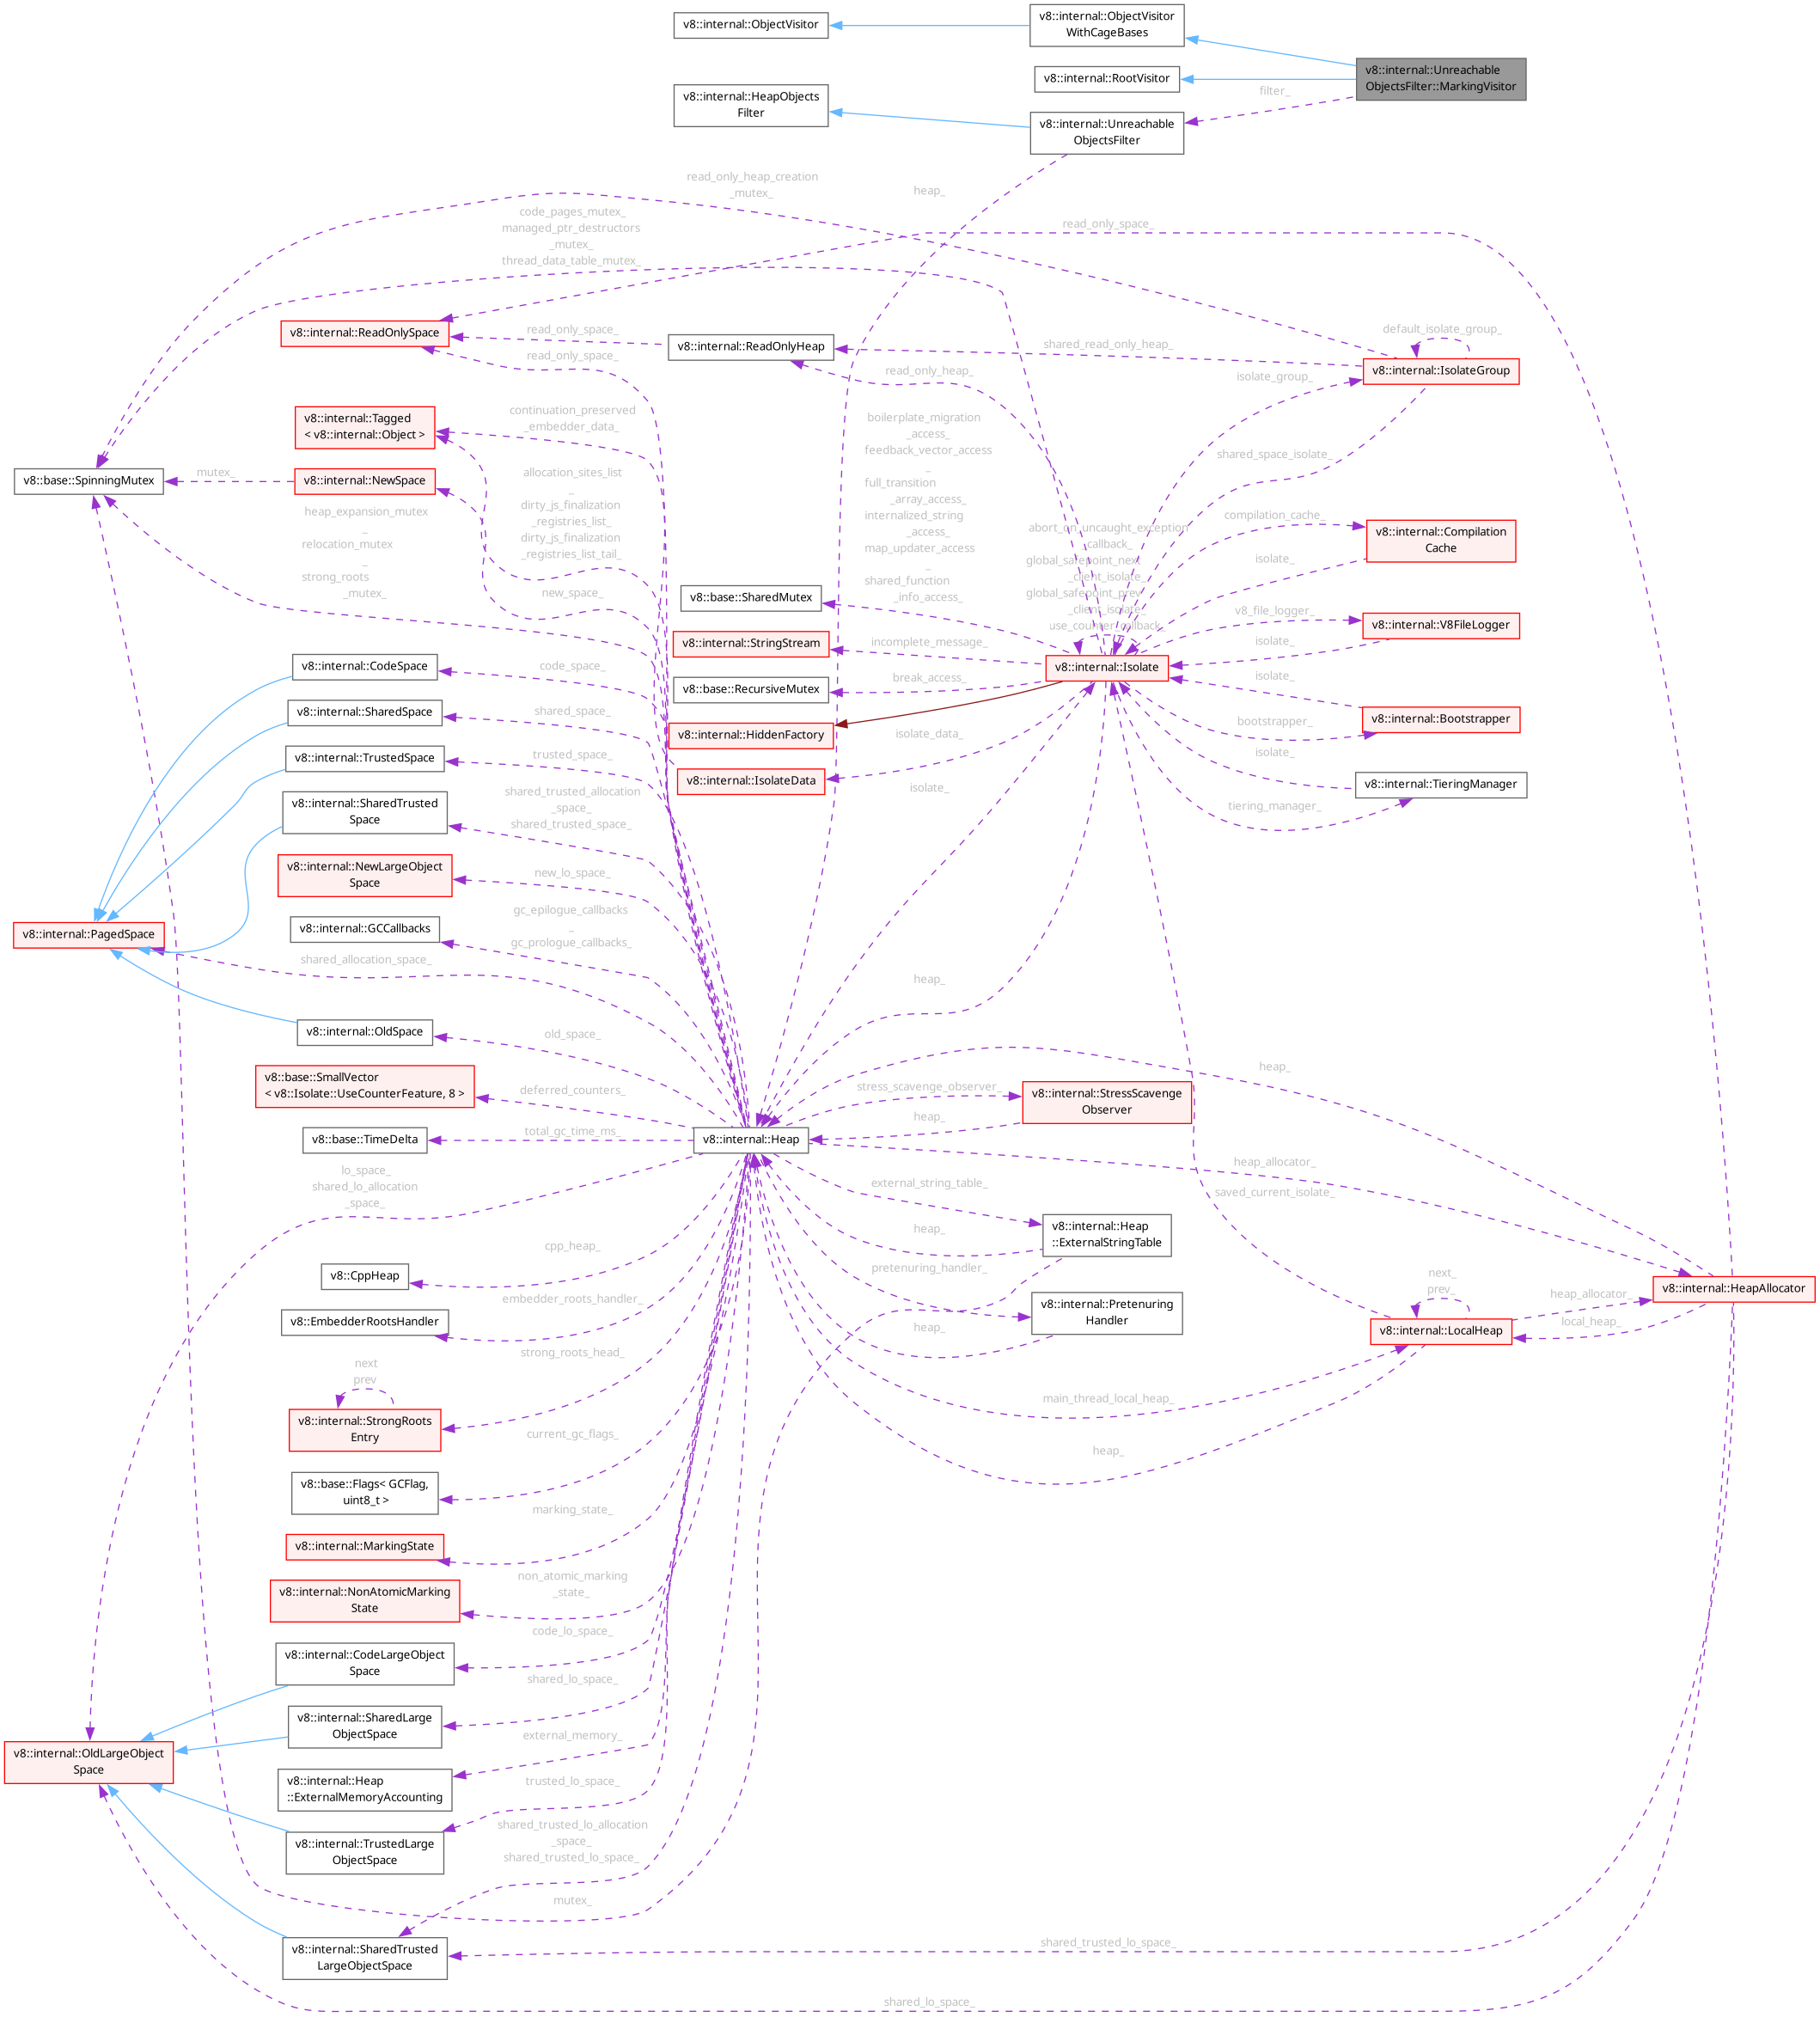 v8::internal::ObjectVisitor
v8::internal::ObjectVisitor
WithCageBases
v8::internal::RootVisitor
v8::internal::Unreachable
ObjectsFilter::MarkingVisitor
v8::internal::HeapObjects
Filter
filter_
v8::internal::Unreachable
ObjectsFilter
read_only_heap_creation
_mutex_
heap_
code_pages_mutex_
managed_ptr_destructors
_mutex_
thread_data_table_mutex_
read_only_space_
v8::internal::ReadOnlySpace
read_only_space_
read_only_space_
v8::internal::ReadOnlyHeap
shared_read_only_heap_
default_isolate_group_
v8::internal::IsolateGroup
read_only_heap_
isolate_group_
v8::internal::Tagged
< v8::internal::Object >
continuation_preserved
_embedder_data_
boilerplate_migration
_access_
feedback_vector_access
_
full_transition
_array_access_
internalized_string
_access_
map_updater_access
_
shared_function
_info_access_
shared_space_isolate_
v8::base::SpinningMutex
mutex_
v8::internal::NewSpace
allocation_sites_list
_
dirty_js_finalization
_registries_list_
dirty_js_finalization
_registries_list_tail_
heap_expansion_mutex
_
relocation_mutex
_
strong_roots
_mutex_
new_space_
abort_on_uncaught_exception
_callback_
global_safepoint_next
_client_isolate_
global_safepoint_prev
_client_isolate_
use_counter_callback_
compilation_cache_
v8::internal::Compilation
Cache
isolate_
v8::base::SharedMutex
v8_file_logger_
v8::internal::V8FileLogger
isolate_
v8::internal::StringStream
incomplete_message_
v8::internal::Isolate
v8::internal::CodeSpace
code_space_
v8::base::RecursiveMutex
break_access_
isolate_
v8::internal::SharedSpace
shared_space_
v8::internal::HiddenFactory
bootstrapper_
v8::internal::Bootstrapper
isolate_data_
isolate_
v8::internal::TrustedSpace
trusted_space_
v8::internal::IsolateData
isolate_
v8::internal::TieringManager
tiering_manager_
v8::internal::SharedTrusted
Space
shared_trusted_allocation
_space_
shared_trusted_space_
v8::internal::NewLargeObject
Space
new_lo_space_
v8::internal::GCCallbacks
gc_epilogue_callbacks
_
gc_prologue_callbacks_
v8::internal::PagedSpace
shared_allocation_space_
heap_
v8::internal::OldSpace
old_space_
heap_
v8::base::SmallVector
< v8::Isolate::UseCounterFeature, 8 >
deferred_counters_
stress_scavenge_observer_
v8::internal::StressScavenge
Observer
heap_
v8::base::TimeDelta
total_gc_time_ms_
v8::internal::Heap
heap_allocator_
lo_space_
shared_lo_allocation
_space_
external_string_table_
saved_current_isolate_
v8::internal::Heap
::ExternalStringTable
heap_
cpp_heap_
v8::CppHeap
pretenuring_handler_
next_
prev_
heap_allocator_
v8::internal::HeapAllocator
embedder_roots_handler_
v8::EmbedderRootsHandler
v8::internal::Pretenuring
Handler
heap_
v8::internal::LocalHeap
local_heap_
strong_roots_head_
next
prev
main_thread_local_heap_
v8::internal::StrongRoots
Entry
current_gc_flags_
heap_
v8::base::Flags< GCFlag,
uint8_t >
marking_state_
v8::internal::MarkingState
non_atomic_marking
_state_
v8::internal::NonAtomicMarking
State
code_lo_space_
v8::internal::CodeLargeObject
Space
shared_lo_space_
v8::internal::SharedLarge
ObjectSpace
external_memory_
v8::internal::OldLargeObject
Space
v8::internal::Heap
::ExternalMemoryAccounting
trusted_lo_space_
shared_trusted_lo_allocation
_space_
shared_trusted_lo_space_
v8::internal::TrustedLarge
ObjectSpace
mutex_
v8::internal::SharedTrusted
LargeObjectSpace
shared_trusted_lo_space_
shared_lo_space_